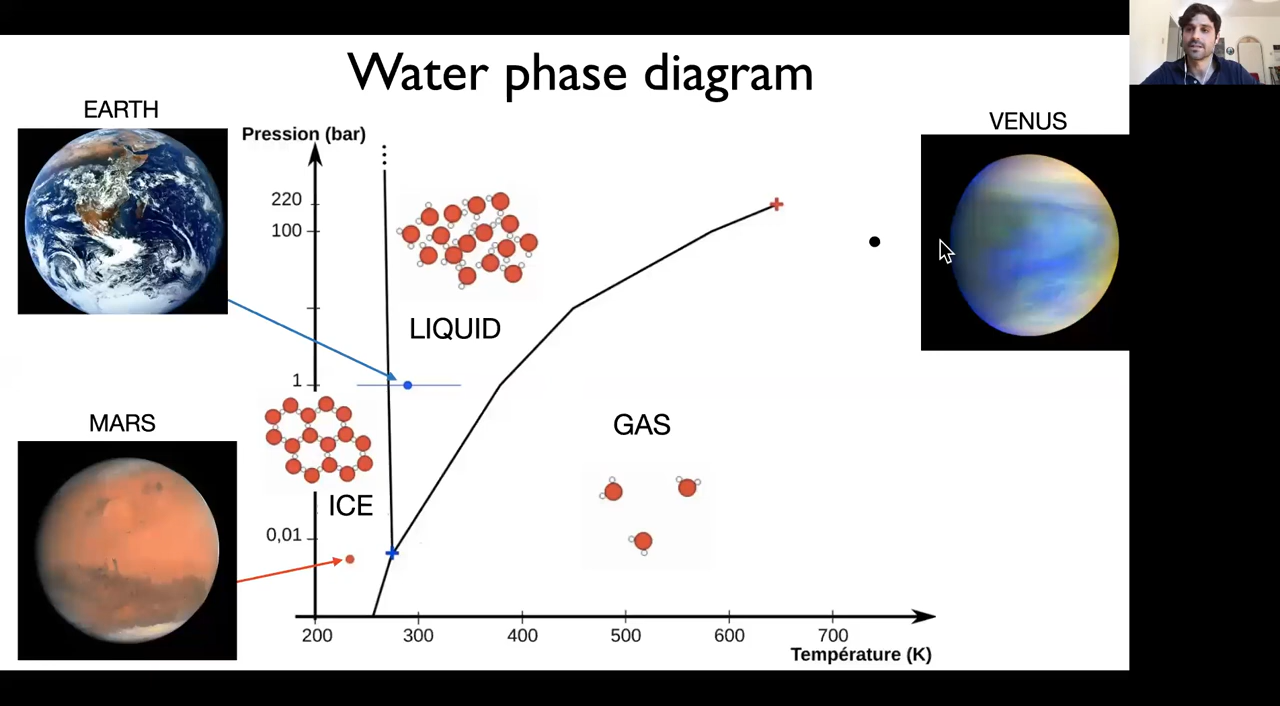 Water phase diagram
EARTH
VENUS
Pression (bar)
220
100
LIQUID
1
MARS
GAS
ICE
0,01
200 300 400 500 600 700
Température (K)